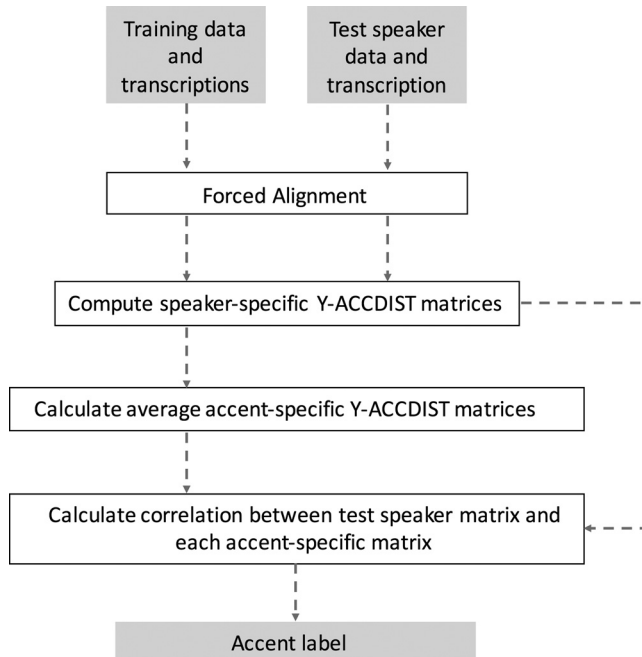 Training data
and
transcriptions
Test speaker
data and
transcription
Forced Alignment
Compute speaker-specific Y-ACCDIST matrices
Calculate average accent-specific Y-ACCDIST matrices
Calculate correlation between test speaker matrix and
each accent-specific matrix
Accent label